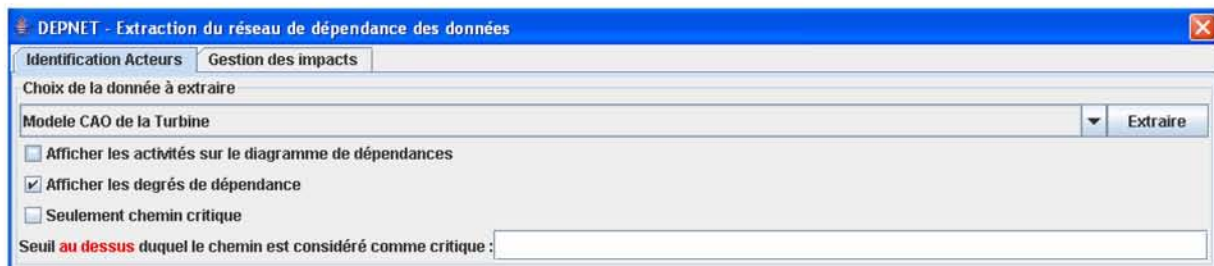 DEPNET - Extraction du réseau de dépendance des données
Identification Acteurs Gestion des impacts
Choix de la donnée à extraire
Modele CAO de la Turbine Extraire
Afficher les activités sur le diagramme de dépendances
Afficher les degrés de dépendance
Seulement chemin critique
Seuil au dessus duquel le chemin est considéré comme critique :